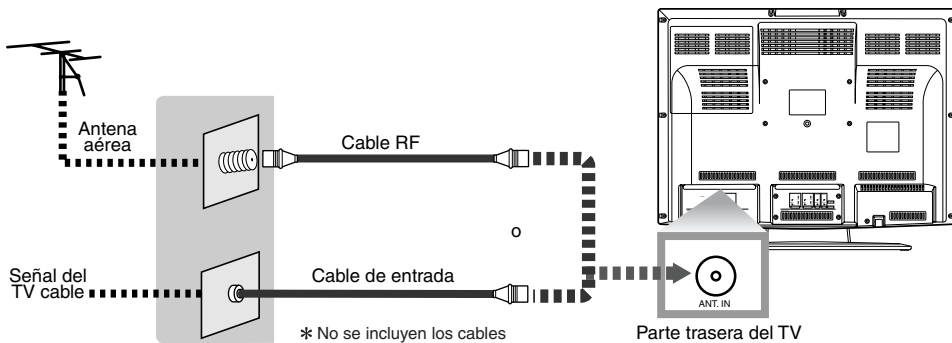 Antena
aérea
Cable RF
o
Señal del
TV cable
Cable de entrada
* No se incluyen los cables
ANT. IN
Parte trasera del TV